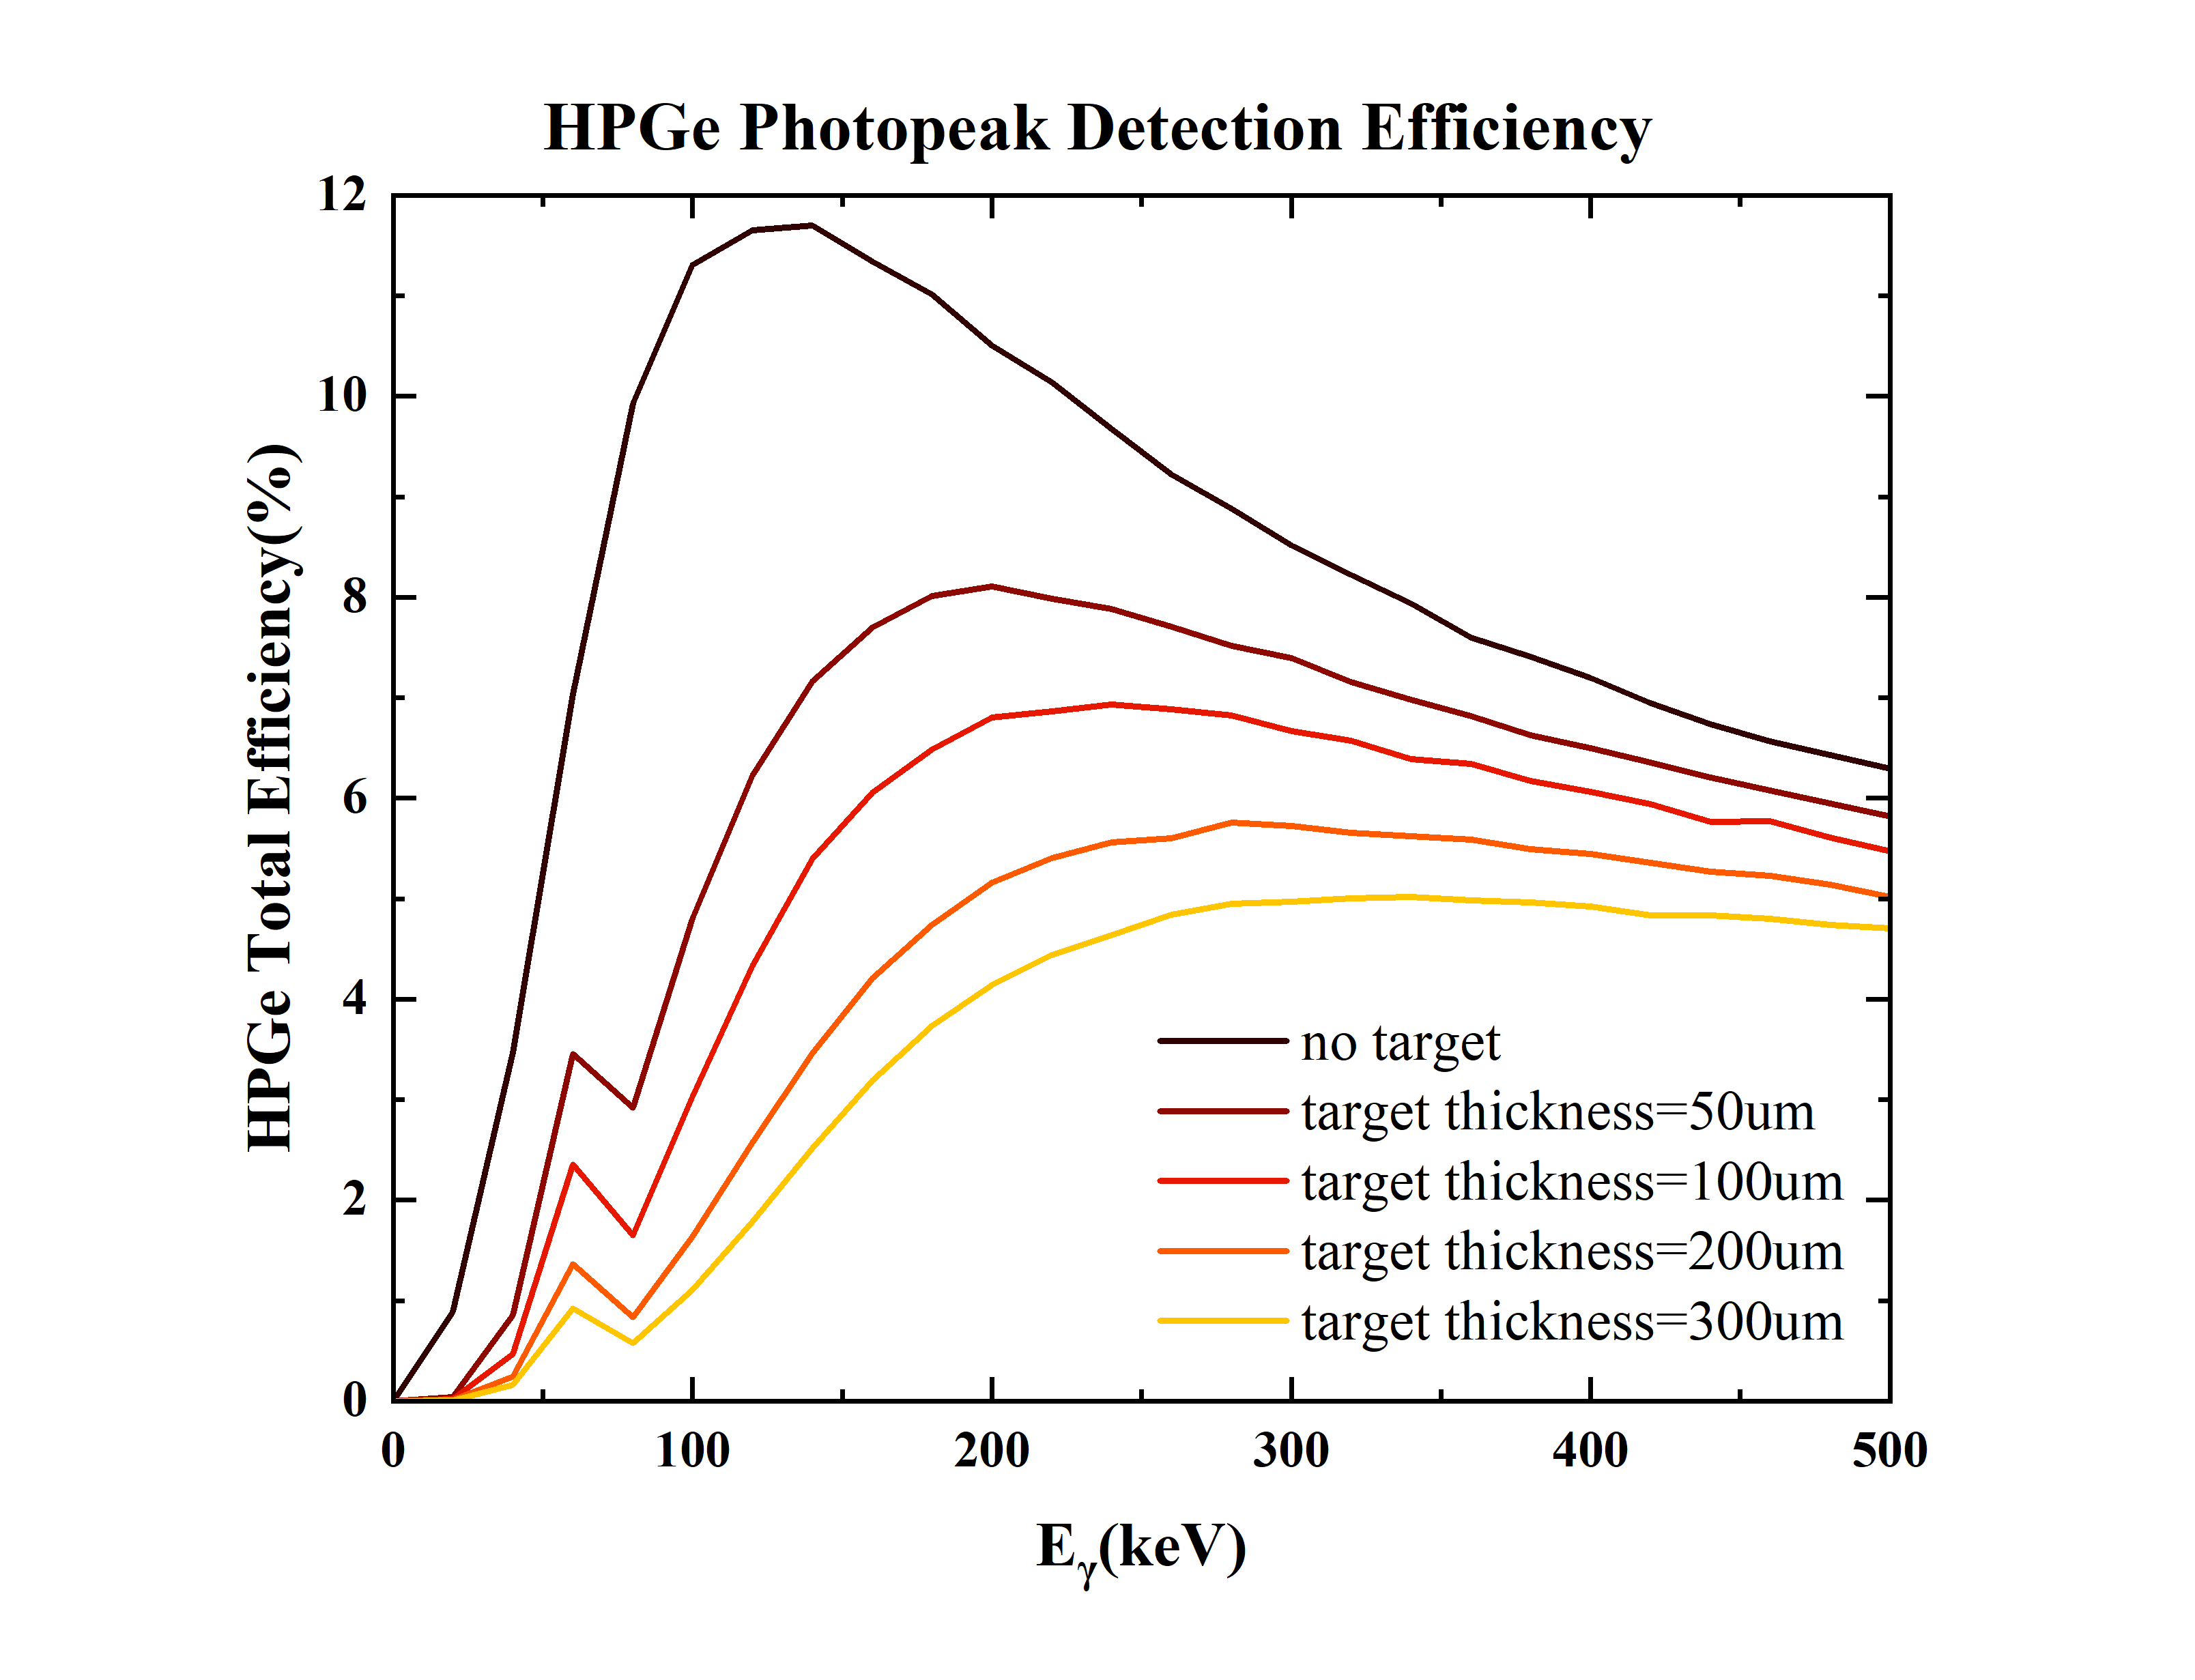 HPGe Photopeak Detection Efficiency
HPGe Total Efficiency(%)
12
10
8
6
4
2
0
no target
target thickness=50um
target thickness=100um
target thickness=200um
target thickness=300um
0 100 200 300 400 500
Eγ(keV)